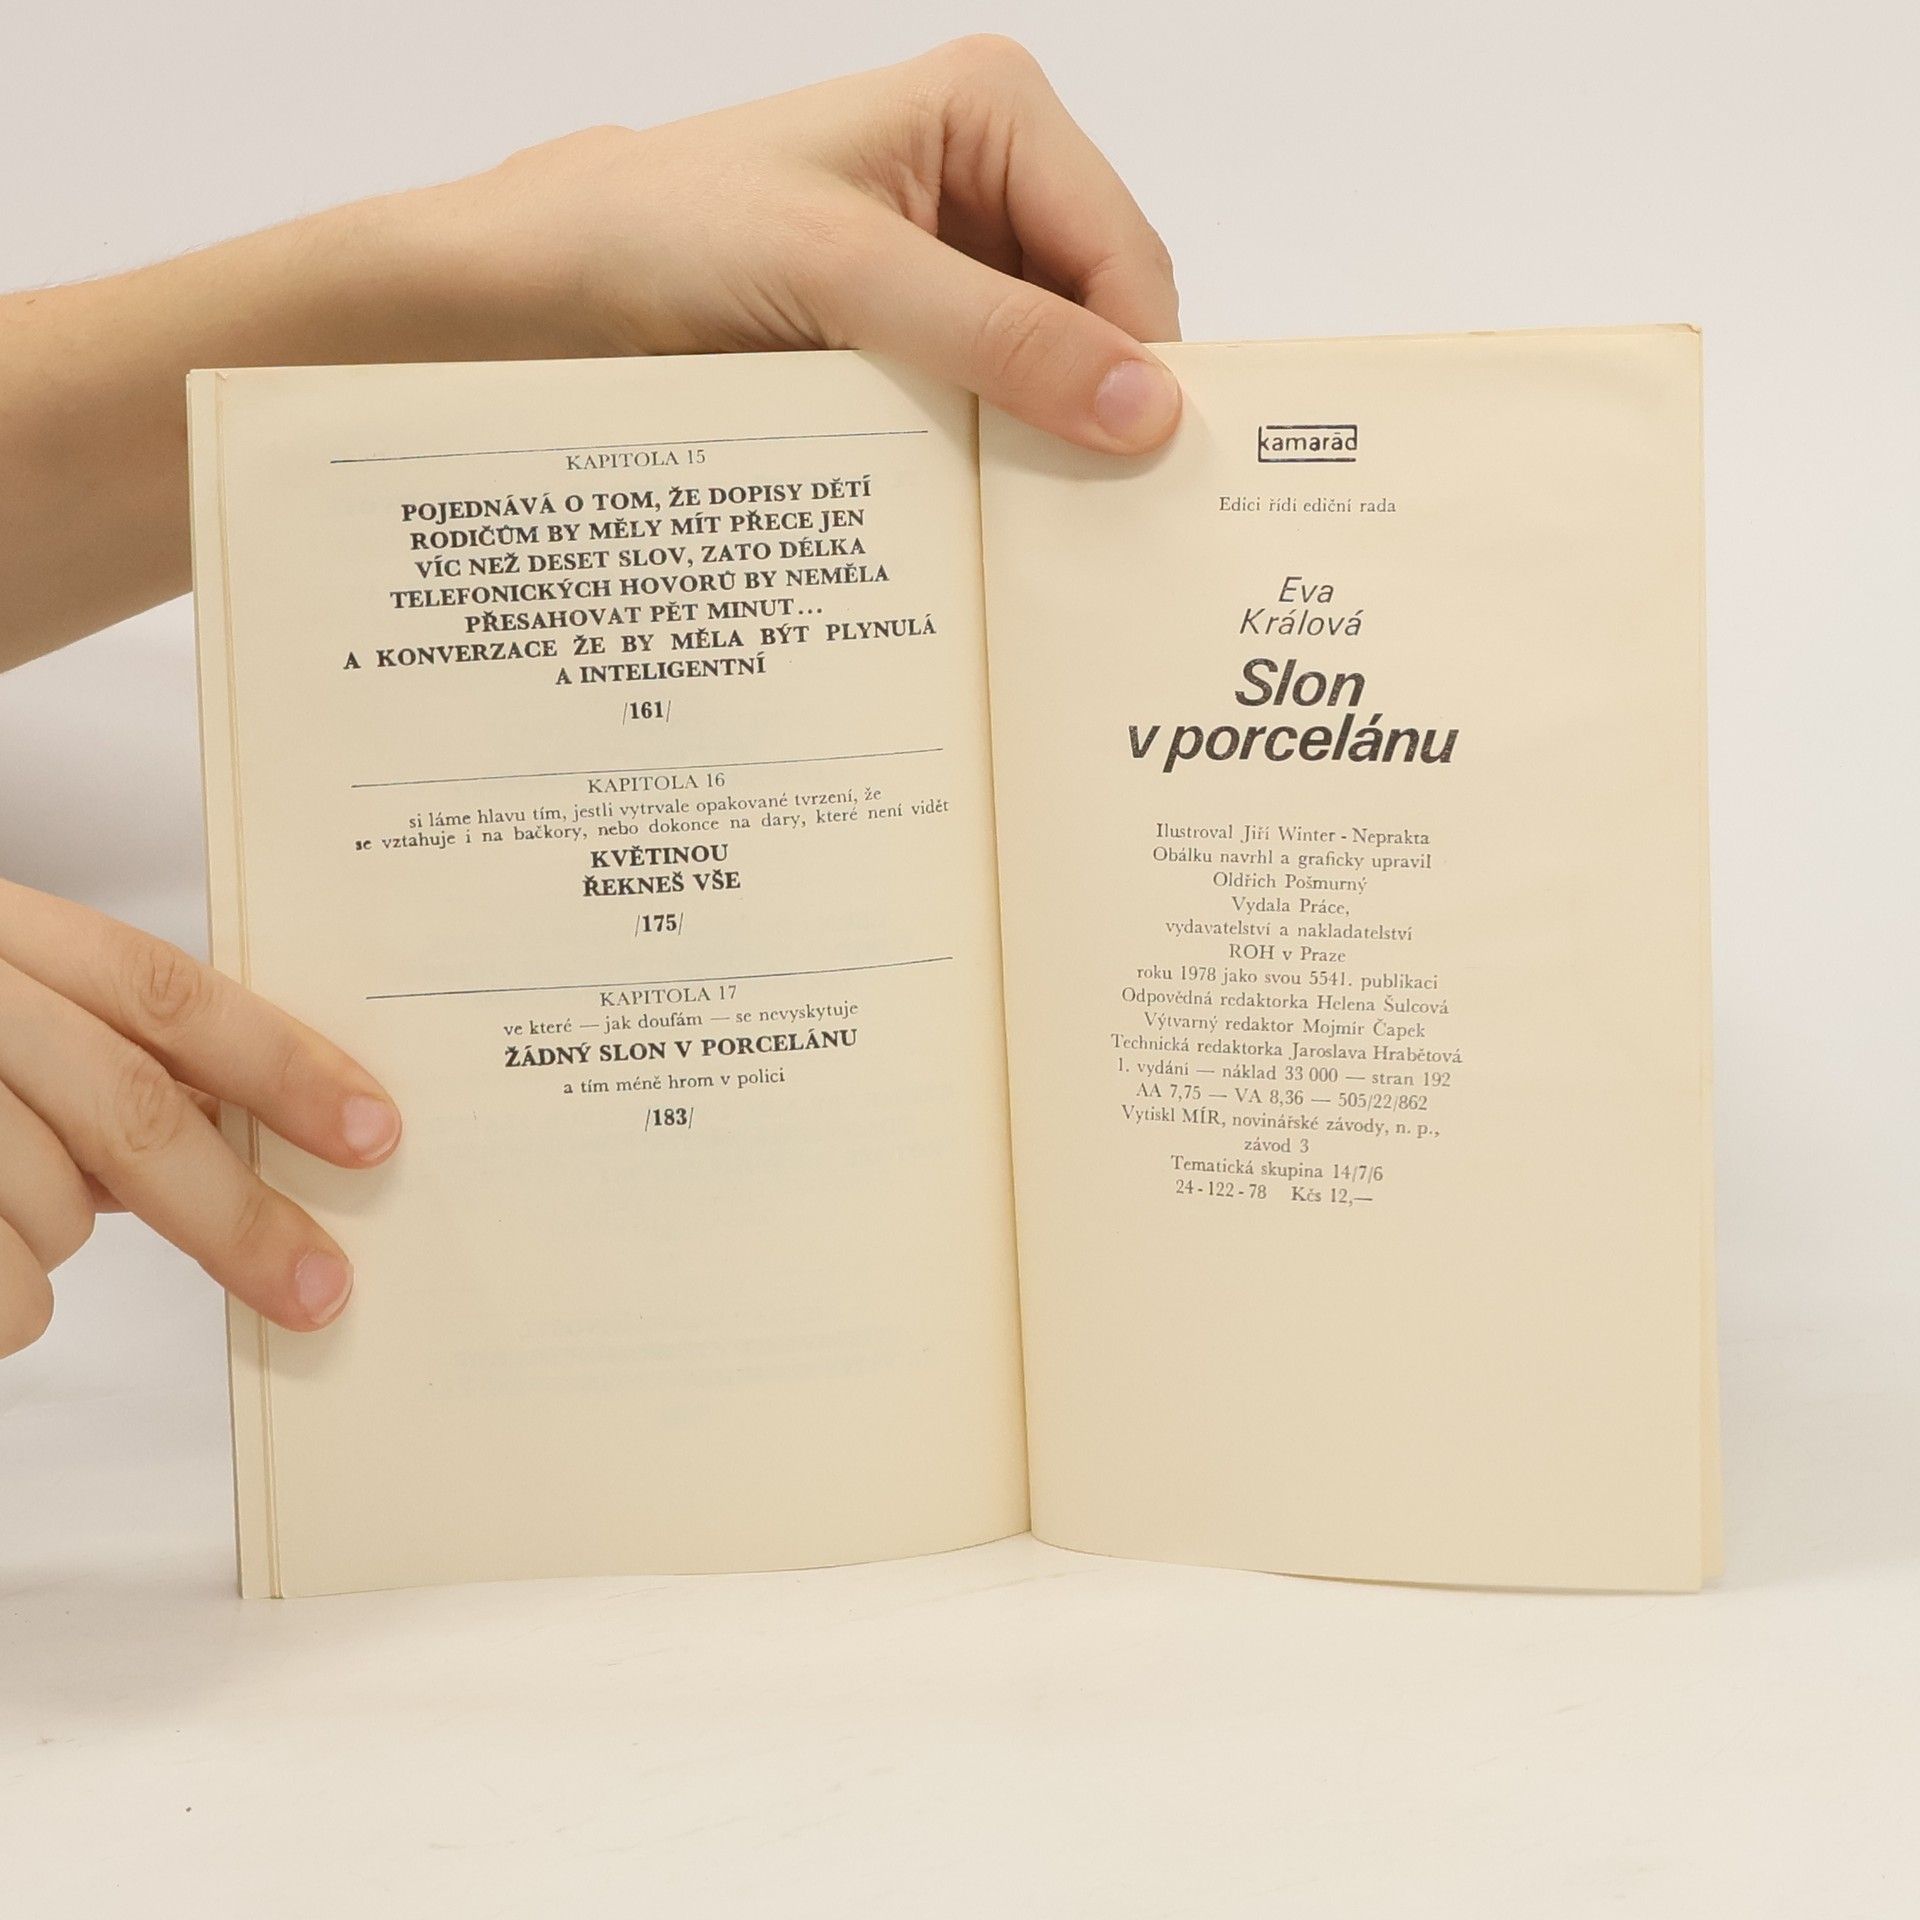 KAPITOLA 15
POJEDNÁVÁ O TOM, ŽE DOPISY DĚTÍ
RODIČŮM BY MĚLY MÍT PŘECE JEN
VÍC NEŽ DESET SLOV, ZATO DÉLKA
TELEFONICKÝCH HOVORŮ BY NEMĚLA
PŘESAHOVAT PĚT MINUT...
A KONVERZACE ŽE BY MĚLA BÝT PLYNULÁ
A INTELIGENTNÍ
/161/
KAPITOLA 16
si láme hlavu tím, jestli vytrvale opakované tvrzení, že
se vztahuje i na bačkory, nebo dokonce na dary, které není vidět
KVĚTINOU
ŘEKNEŠ VŠE
/175/
KAPITOLA 17
ve které — jak doufám — se nevyskytuje
ŽÁDNÝ SLON V PORCELÁNU
a tím méně hrom v polici
/183/
kamarád
Edici řídí ediční rada
Eva
Králová
Slon
v porcelánu
Ilustroval Jiří Winter - Neprakta
Obálku navrhl a graficky upravil
Oldřich Pošmurný
Vydala Práce,
vydavatelství a nakladatelství
ROH v Praze
roku 1978 jako svou 5541. publikaci
Odpovědná redaktorka Helena Šulcová
Výtvarný redaktor Mojmír Čapek
Technická redaktorka Jaroslava Hrabětová
1. vydání — náklad 33 000 — stran 192
AA 7,75 — VA 8,36 — 505/22/862
Vytiskl MÍR, novinářské závody, n. p.,
závod 3
Tematická skupina 14/7/6
24 - 122 - 78 Kčs 12,—